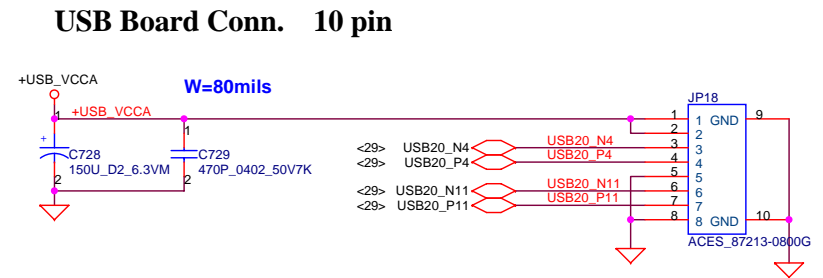 USB Board Conn. 10 pin
+USB_VCCA
W=80mils
+USB_VCCA
JP18
1
1
1
1 GND
9
2
2
+
C728
150U_D2_6.3VM
2
C729
470P_0402_50V7K
2
<29> USB20_N4
USB20_N4
3
3
<29> USB20_P4
USB20_P4
4
4
5
5
<29> USB20_N11
USB20_N11
6
6
<29> USB20_P11
USB20_P11
7
7
8
8 GND
10
ACES_87213-0800G